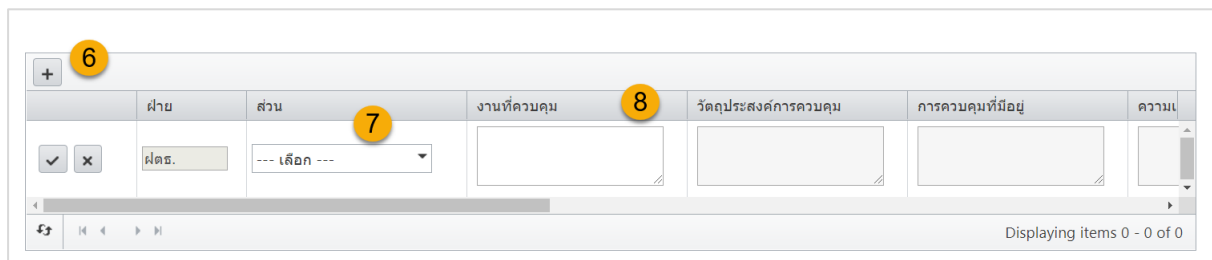 + 6
ฝ่าย ส่วน งานที่ควบคุม 8 วัตถุประสงค์การควบคุม การควบคุมที่มีอยู่
7
ฝตธ. --- เลือก ---
Displaying items 0 - 0 of 0